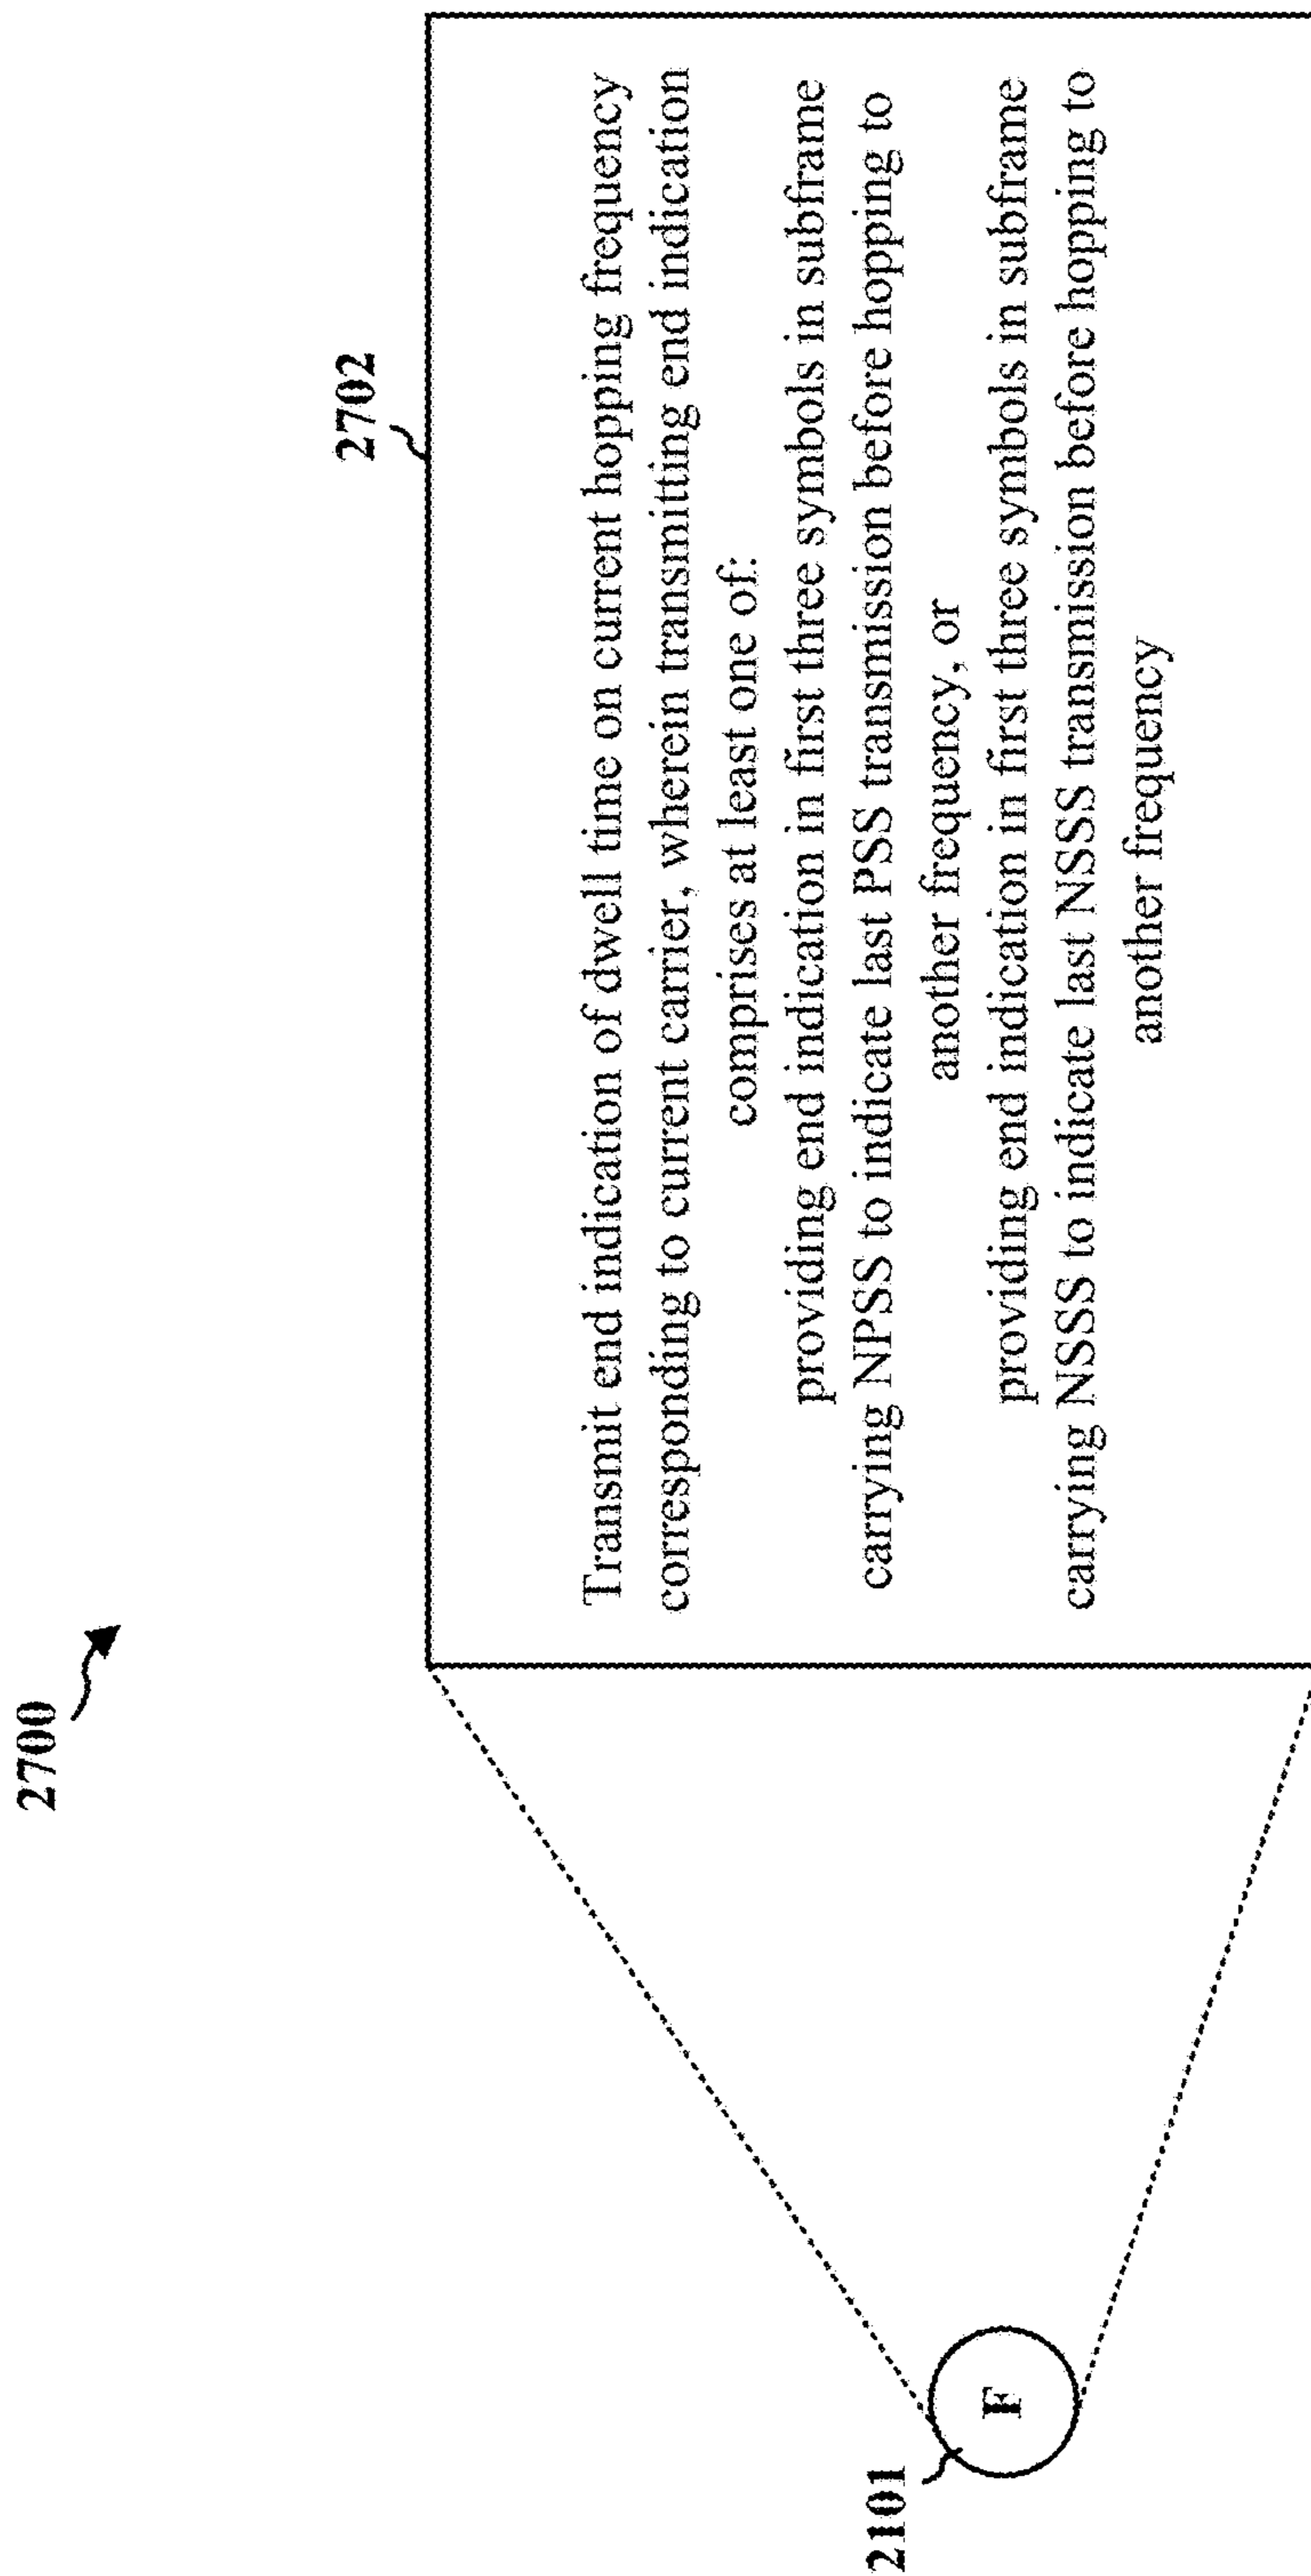 2700
2702
Transmit end indication of dwell time on current hopping frequency
corresponding to current carrier, wherein transmitting end indication
comprises at least one of:
providing end indication in first three symbols in subframe
carrying NPSS to indicate last PSS transmission before hopping to
another frequency, or
providing end indication in first three symbols in subframe
carrying NSSS to indicate last NSSS transmission before hopping to
another frequency
2101
F